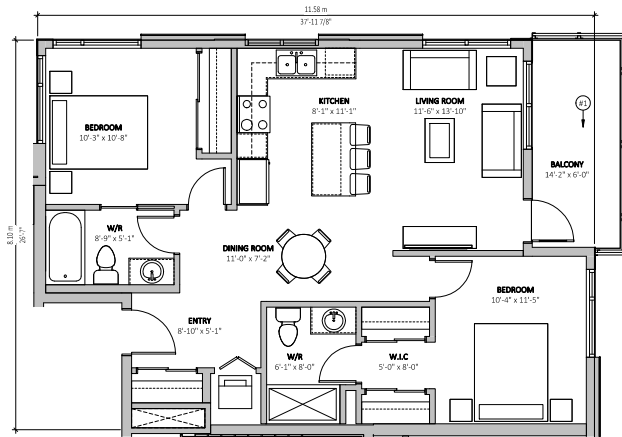 11.58 m
37'-11 7/8"
KITCHEN
8'-1" x 11'-1"
LIVING ROOM
11'-6" x 13'-10"
#1
BEDROOM
10'-3" x 10'-8"
BALCONY
14'-2" x 6'-0"
W/R
8'-9" x 5'-1"
8.10 m
26'-7"
DINING ROOM
11'-0" x 7'-2"
BEDROOM
10'-4" x 11'-5"
ENTRY
8'-10" x 5'-1"
W/R
6'-1" x 8'-0"
W.I.C
5'-0" x 8'-0"